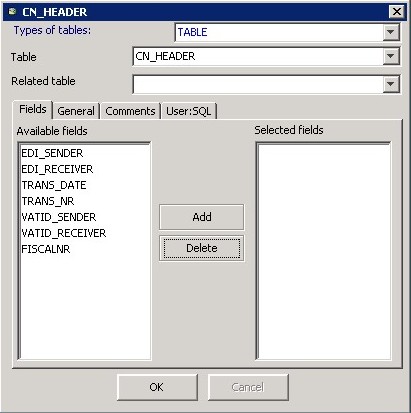 CN_HEADER
Types of tables: TABLE
Table CN_HEADER
Related table
Fields General Comments User:SQL
Available fields Selected fields
EDI_SENDER
EDI_RECEIVER
TRANS_DATE
TRANS_NR
VATID_SENDER
VATID_RECEIVER
FISCALNR
Add
Delete
OK Cancel